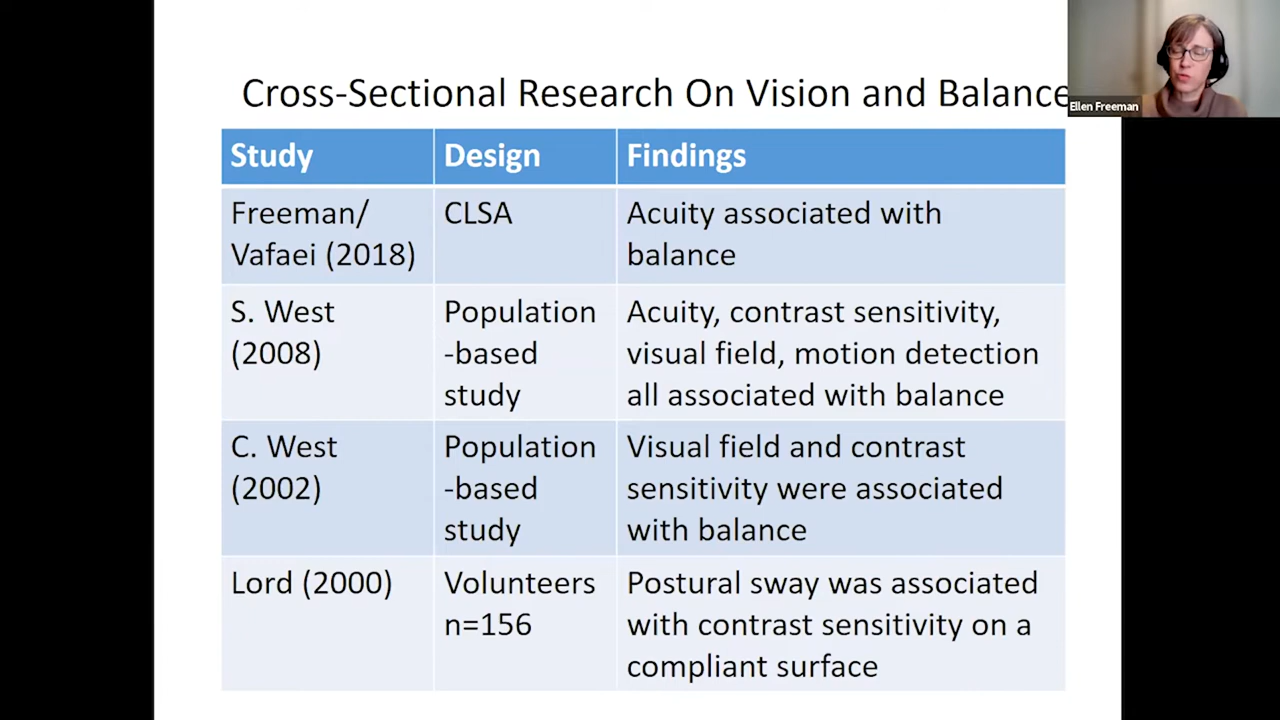 Cross-Sectional Research On Vision and Balance
Ellen Freeman
Study Design Findings
Freeman/
Vafaei (2018)
CLSA
Acuity associated with
balance
S. West
(2008)
Population
-based
study
Acuity, contrast sensitivity,
visual field, motion detection
all associated with balance
C. West
(2002)
Population
-based
study
Visual field and contrast
sensitivity were associated
with balance
Lord (2000)
Volunteers
n=156
Postural sway was associated
with contrast sensitivity on a
compliant surface